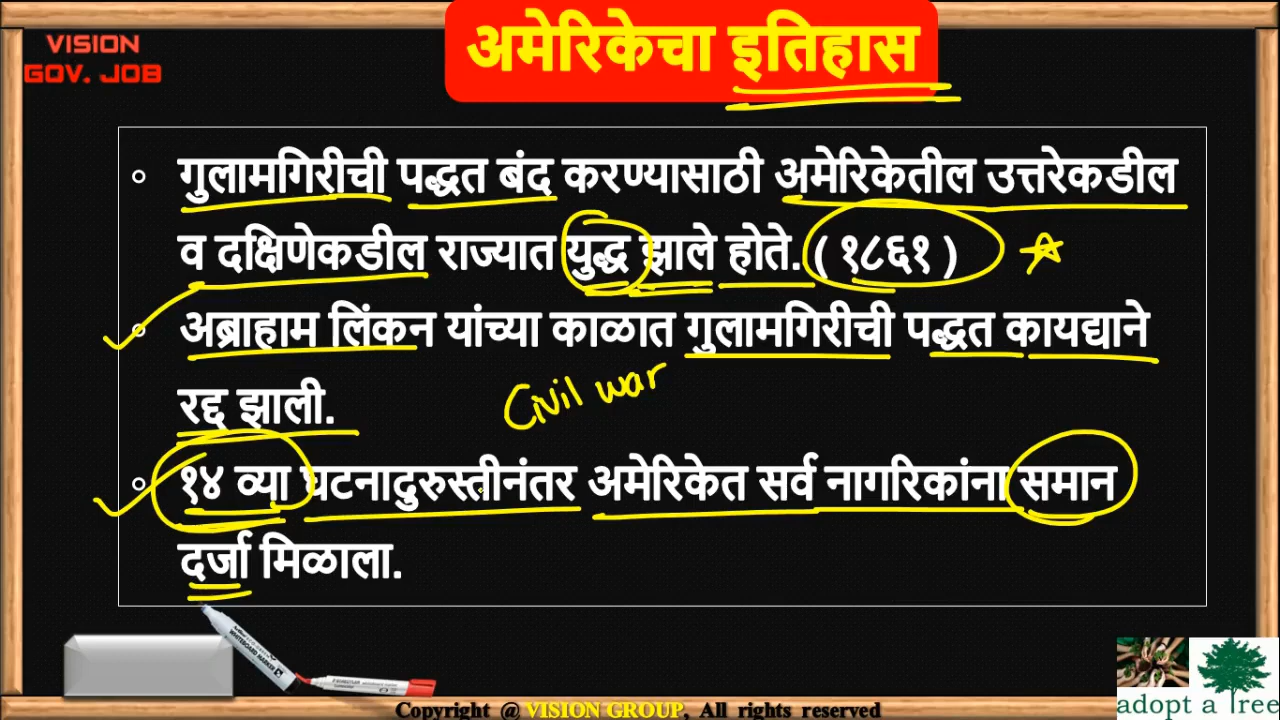 VISION
GOV. JOB
अमेरिकेचा इतिहास
गुलामगिरीची पद्धत बंद करण्यासाठी अमेरिकेतील उत्तरेकडील
व दक्षिणेकडील राज्यात युद्ध झाले होते. ( १८६१ )
अब्राहाम लिंकन यांच्या काळात गुलामगिरीची पद्धत कायद्याने
रद्द झाली.
Civil war
१४ व्या घटनादुरुस्तीनंतर अमेरिकेत सर्व नागरिकांना समान
दर्जा मिळाला.
WHITEBOARD MARKER
adopt a Tree
Copyright @ VISION GROUP, All rights reserved